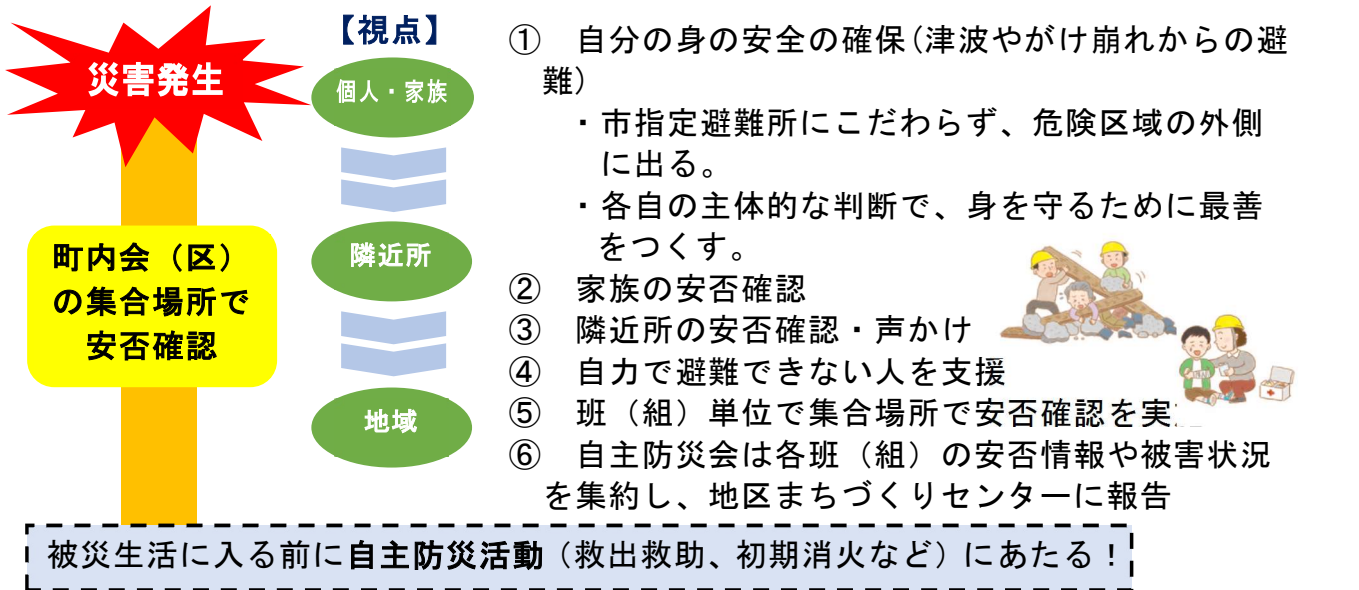 災害発生
町内会（区）
の集合場所で
安否確認
【視点】
個人・家族
隣近所
地域
①　自分の身の安全の確保(津波やがけ崩れからの避
難)
・市指定避難所にこだわらず、危険区域の外側
に出る。
・各自の主体的な判断で、身を守るために最善
をつくす。
②　家族の安否確認
③　隣近所の安否確認・声かけ
④　自力で避難できない人を支援
⑤　班（組）単位で集合場所で安否確認を実
⑥　自主防災会は各班（組）の安否情報や被害状況
を集約し、地区まちづくりセンターに報告
被災生活に入る前に自主防災活動（救出救助、初期消火など）にあたる！